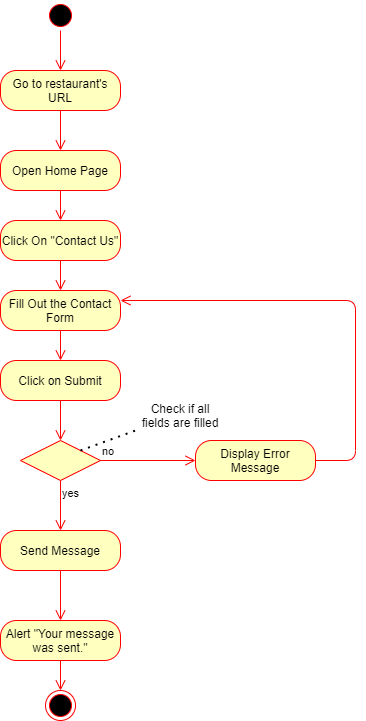 Go to restaurant's
URL
Open Home Page
Click On "Contact Us"
Fill Out the Contact
Form
Click on Submit
Check if all
fields are filled
no
Display Error
Message
yes
Send Message
Alert "Your message
was sent."